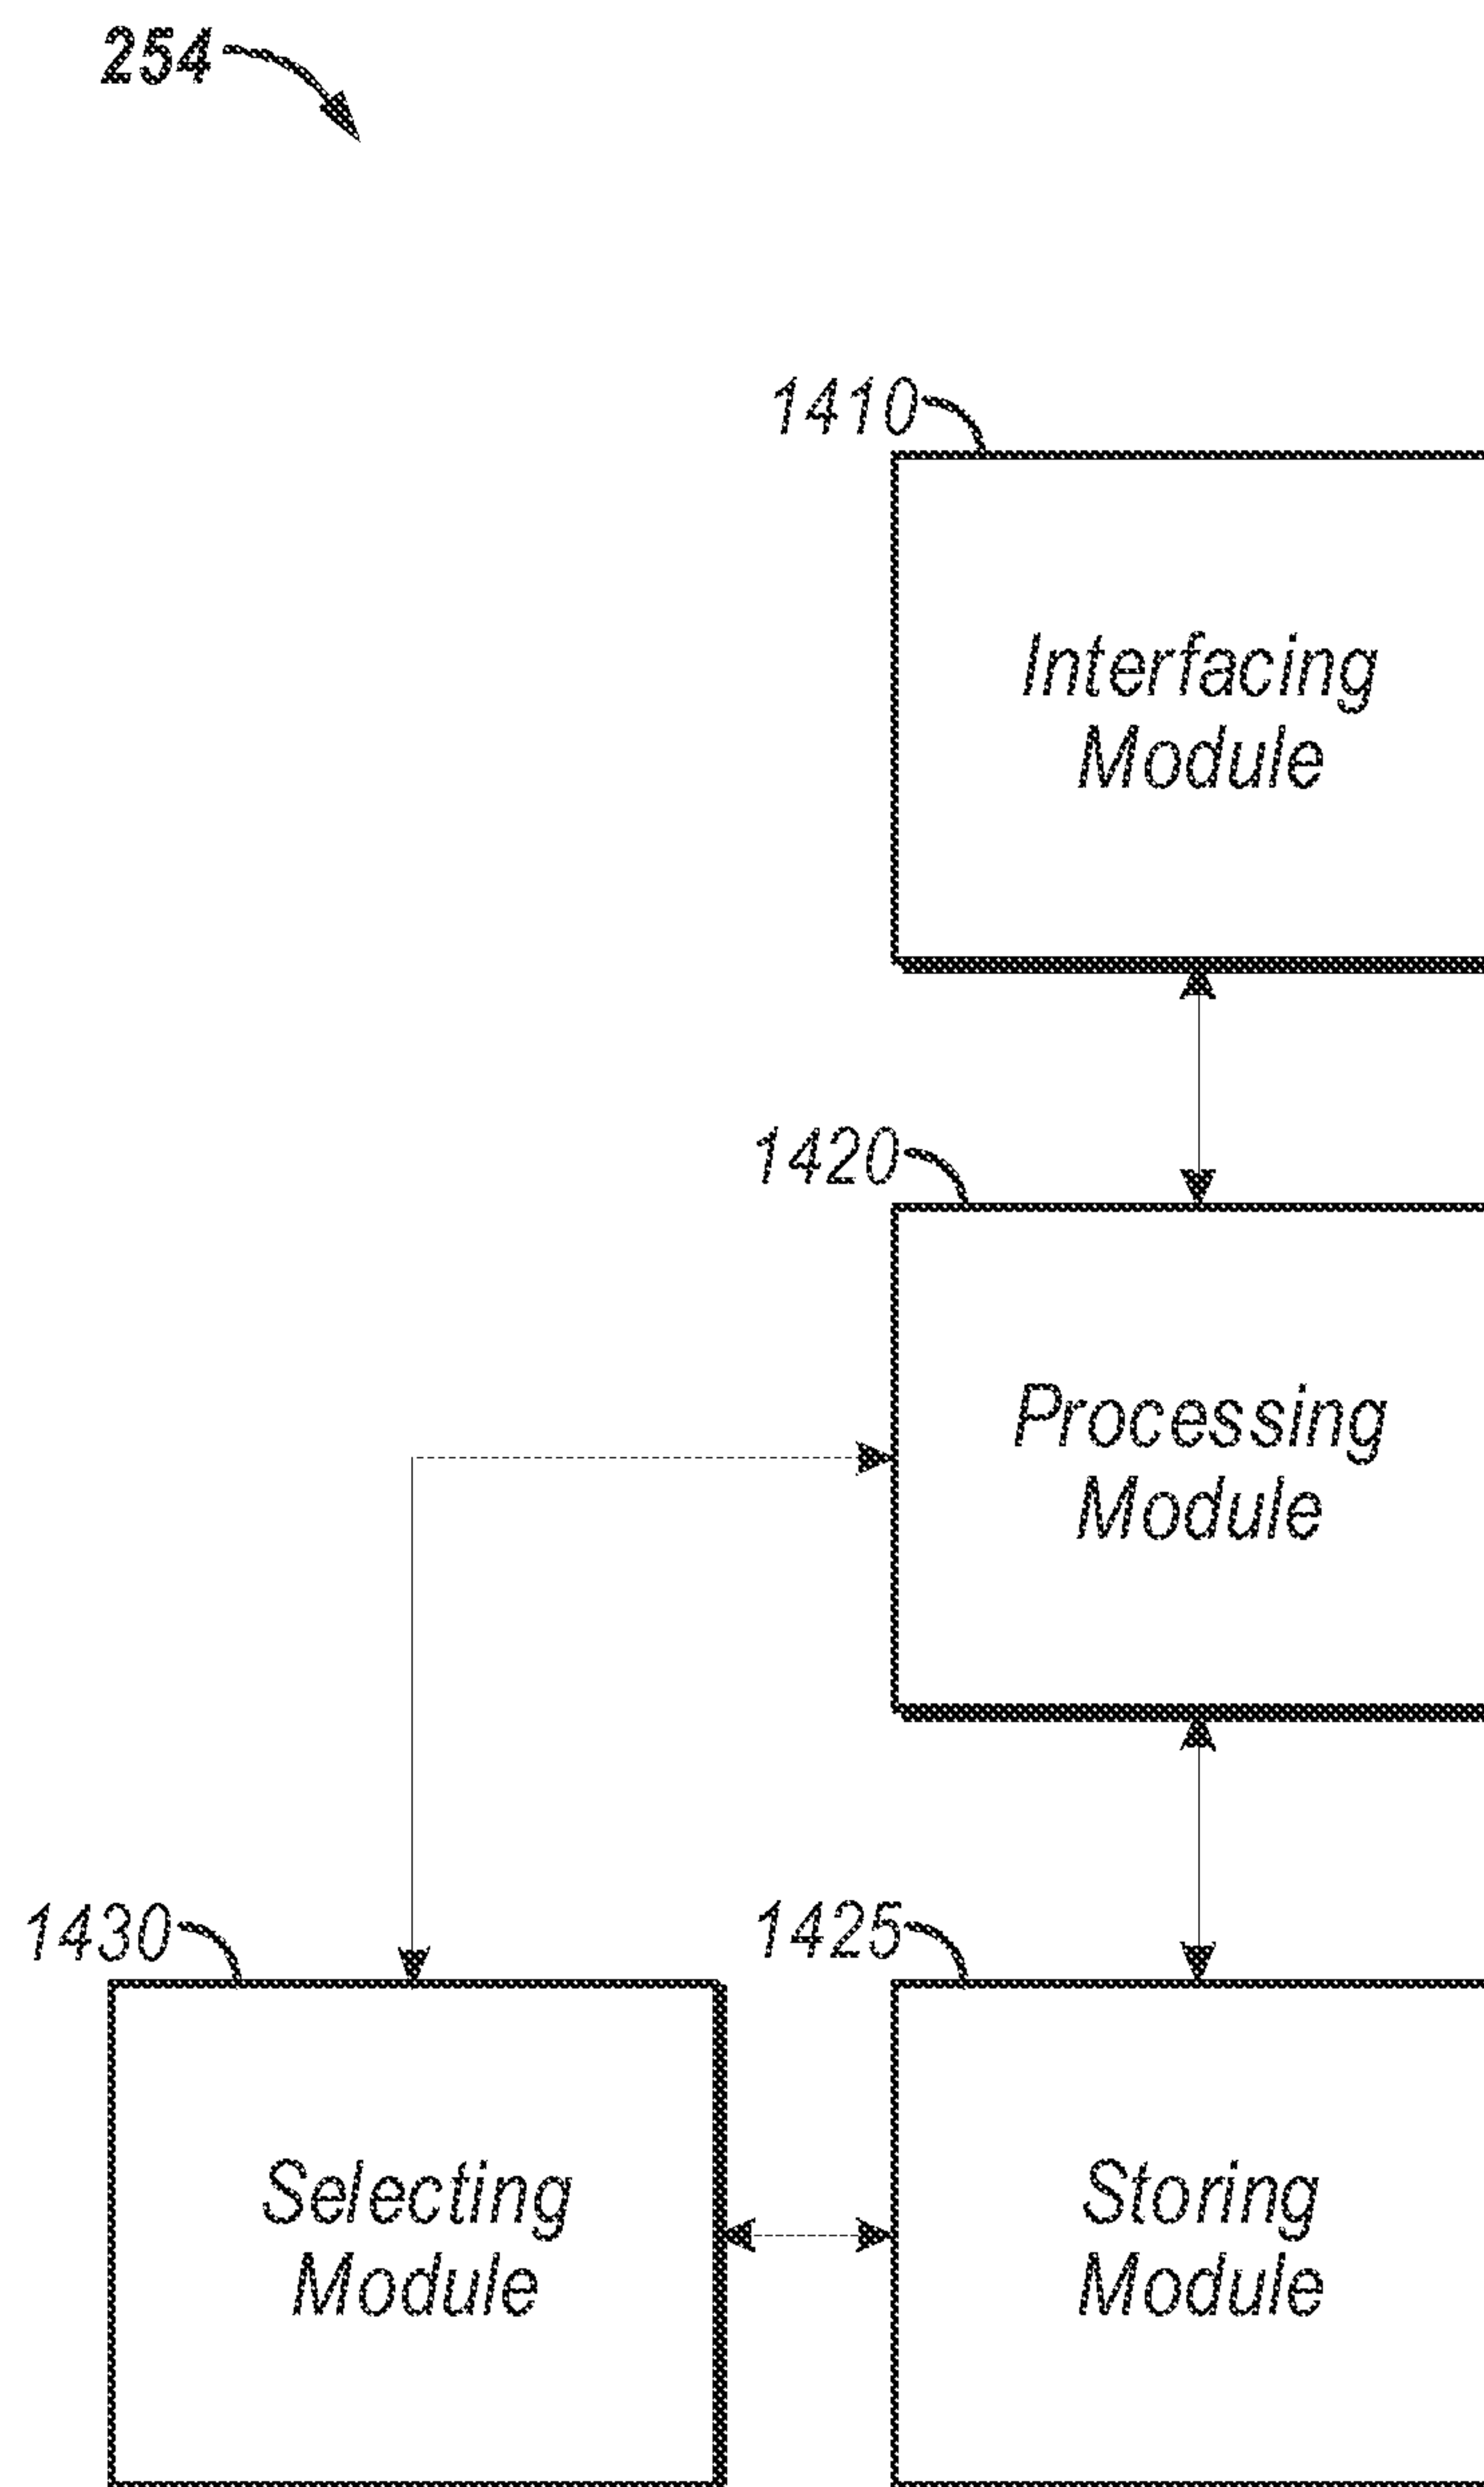 254
1410
Interfacing
Module
1420
Processing
Module
1430
1425
Selecting
Module
Storing
Module